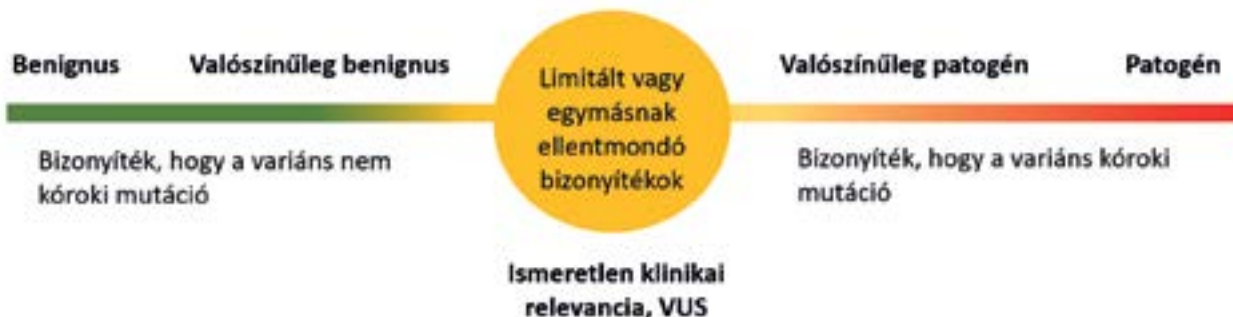 Benignus
Valószínűleg benignus
Limitált vagy
egymásnak
ellentmondó
bizonyítékok
Valószínűleg patogén
Patogén
Bizonyíték, hogy a variáns nem
kóroki mutáció
Bizonyíték, hogy a variáns kóroki
mutáció
Ismeretlen klinikai
relevancia, VUS